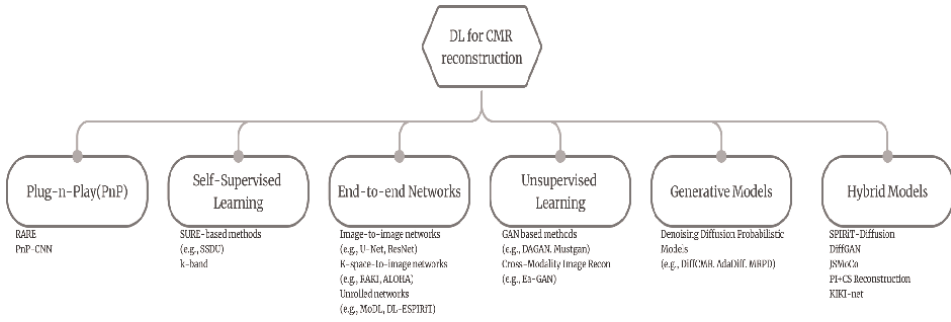 DL for CMR
reconstruction
Plug-n-Play(PnP)
RARE
PnP-CNN
Self-Supervised
Learning
SURE-based methods
(e.g., SSDU)
k-band
End-to-end Networks
Image-to-image networks
(e.g., U-Net, ResNet)
K-space-to-image networks
(e.g., RAKI, ALOHA)
Unrolled networks
(e.g., MoDL, DL-ESPIRiT)
Unsupervised
Learning
GAN based methods
(e.g., DAGAN, Mustgan)
Cross-Modality Image Recon
(e.g., Ea-GAN)
Generative Models
Denoising Diffusion Probabilistic
Models
(e.g., DiffCMR, AdaDiff, MRPD)
Hybrid Models
SPIRiT-Diffusion
DiffGAN
JSMoCo
PI+CS Reconstruction
KIKI-net